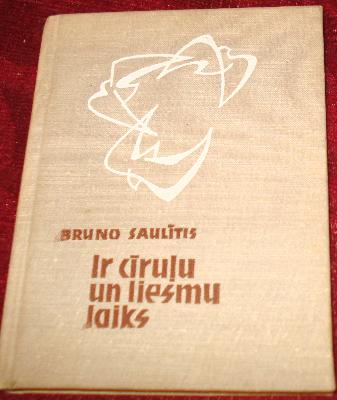 BRUNO SAULĪTIS
Ir cīruļu
un liesmu
laiks